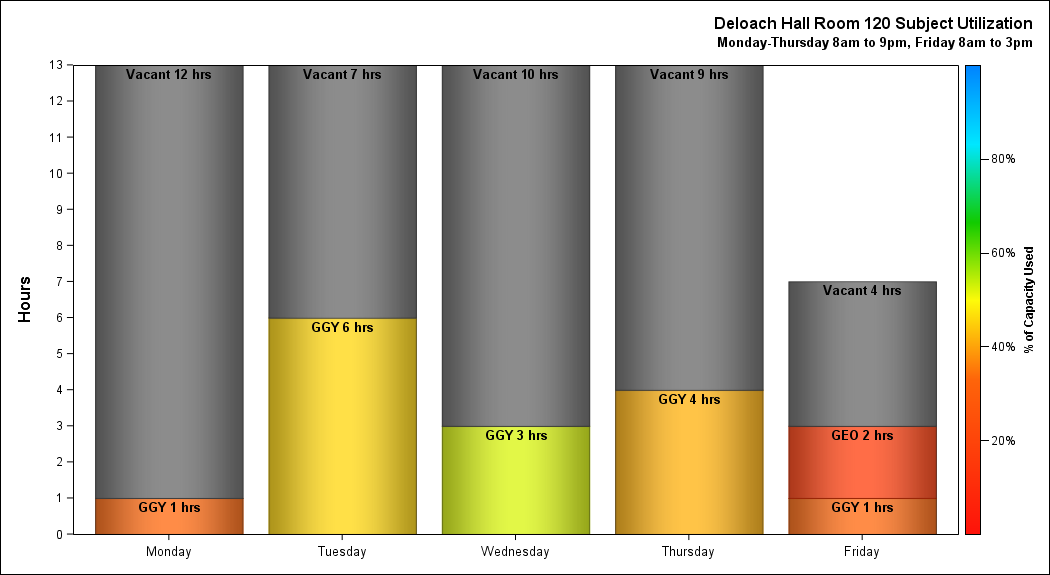 Deloach Hall Room 120 Subject Utilization
Monday-Thursday 8am to 9pm, Friday 8am to 3pm
Hours
13
12
11
10
9
8
7
6
5
4
3
2
1
0
Vacant 12 hrs
GGY 1 hrs
Vacant 7 hrs
GGY 6 hrs
Vacant 10 hrs
GGY 3 hrs
Vacant 9 hrs
GGY 4 hrs
Vacant 4 hrs
GEO 2 hrs
GGY 1 hrs
Monday
Tuesday
Wednesday
Thursday
Friday
80%
60%
40%
20%
% of Capacity Used